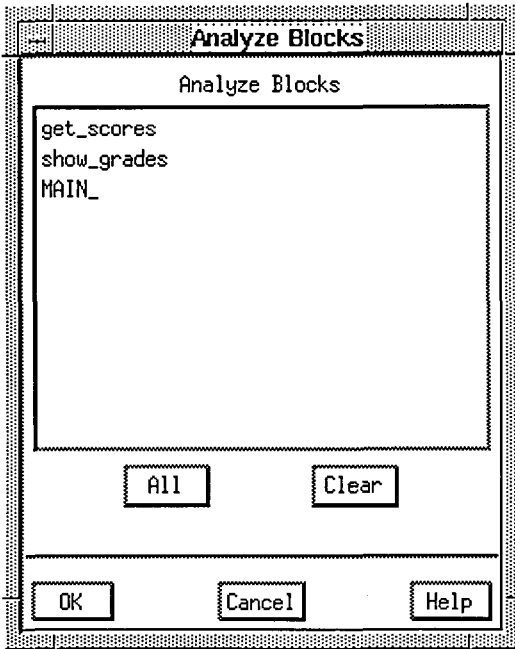 Analyze Blocks
Analyze Blocks
get_scores
show_grades
MAIN_
All Clear
OK Cancel Help